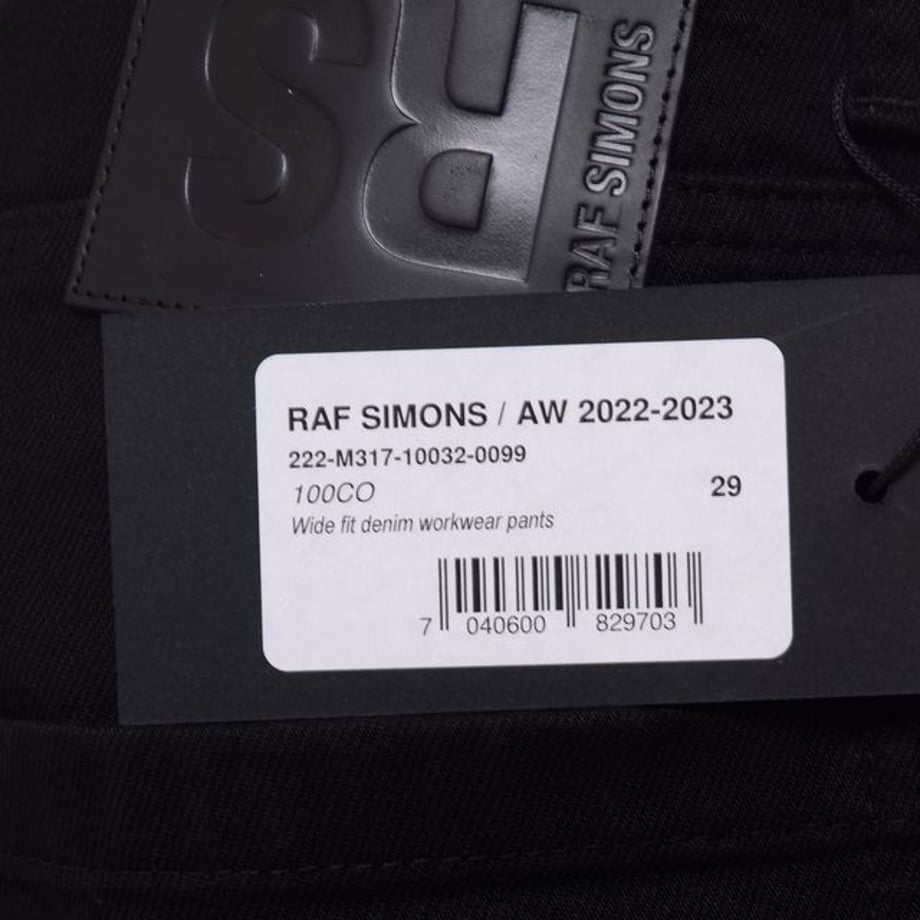 RS
RAF SIMONS
RAF SIMONS / AW 2022-2023
222-M317-10032-0099
100CO
29
Wide fit denim workwear pants
7 040600 829703